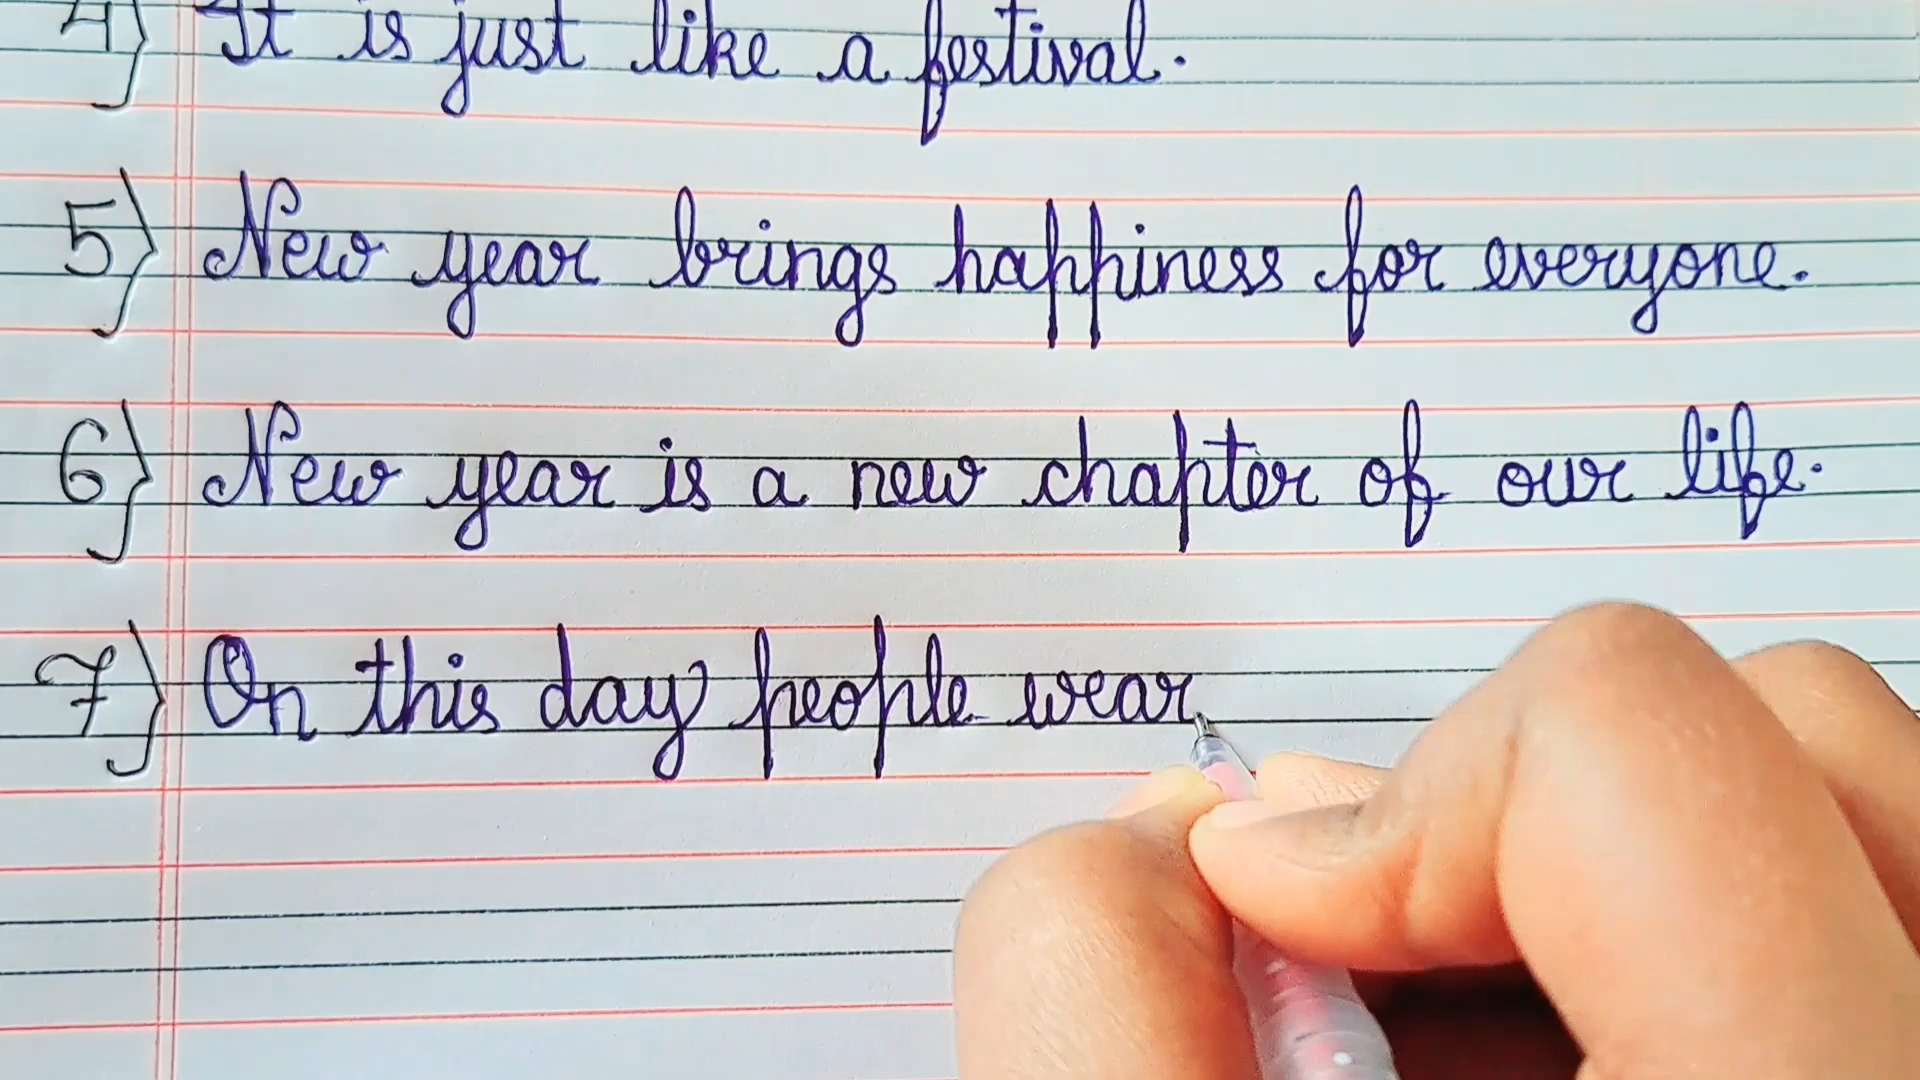 4) It is just like a festival.
5) New year brings happiness for everyone.
6) New year is a new chapter of our life.
7) On this day people wear